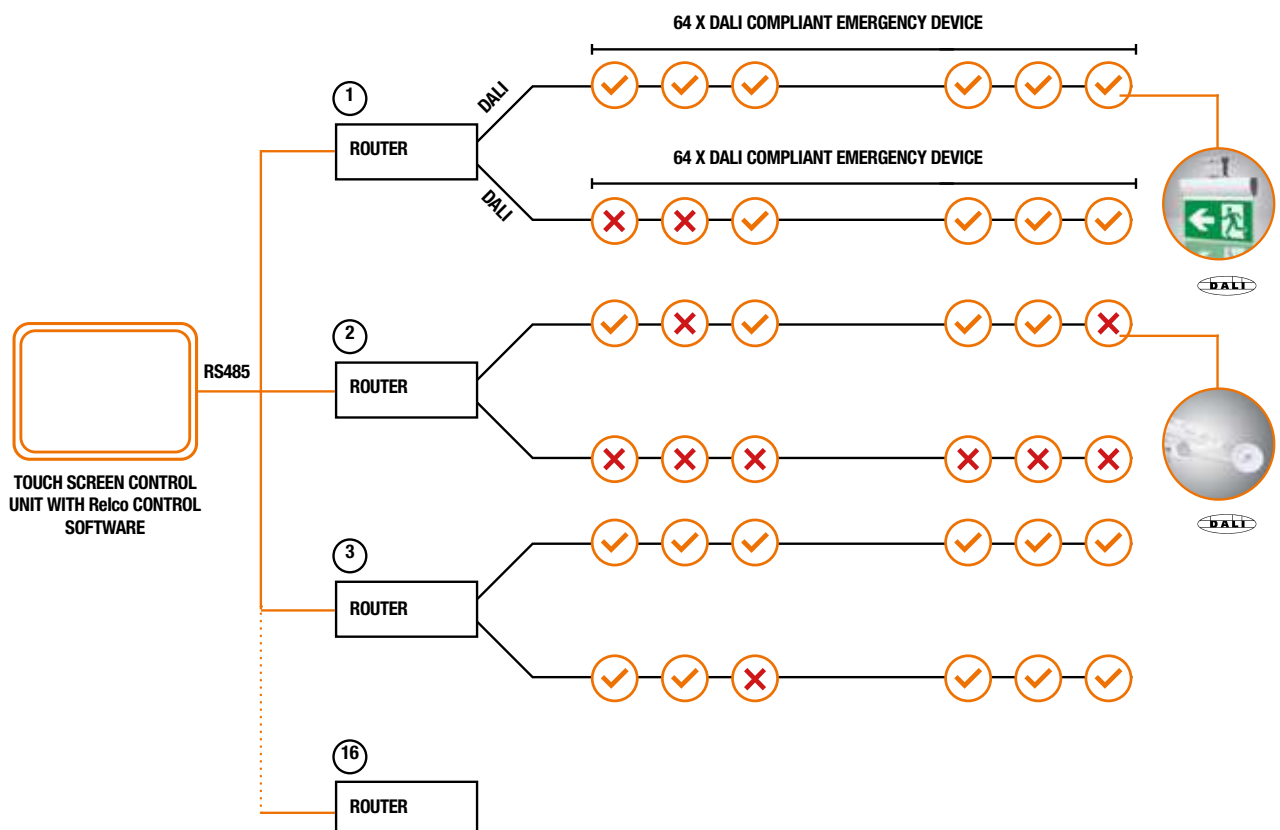 64 X DALI COMPLIANT EMERGENCY DEVICE
1
DALI
ROUTER
64 X DALI COMPLIANT EMERGENCY DEVICE
DALI
DALI
2
RS485
ROUTER
TOUCH SCREEN CONTROL
UNIT WITH Relco CONTROL
SOFTWARE
DALI
3
ROUTER
16
ROUTER